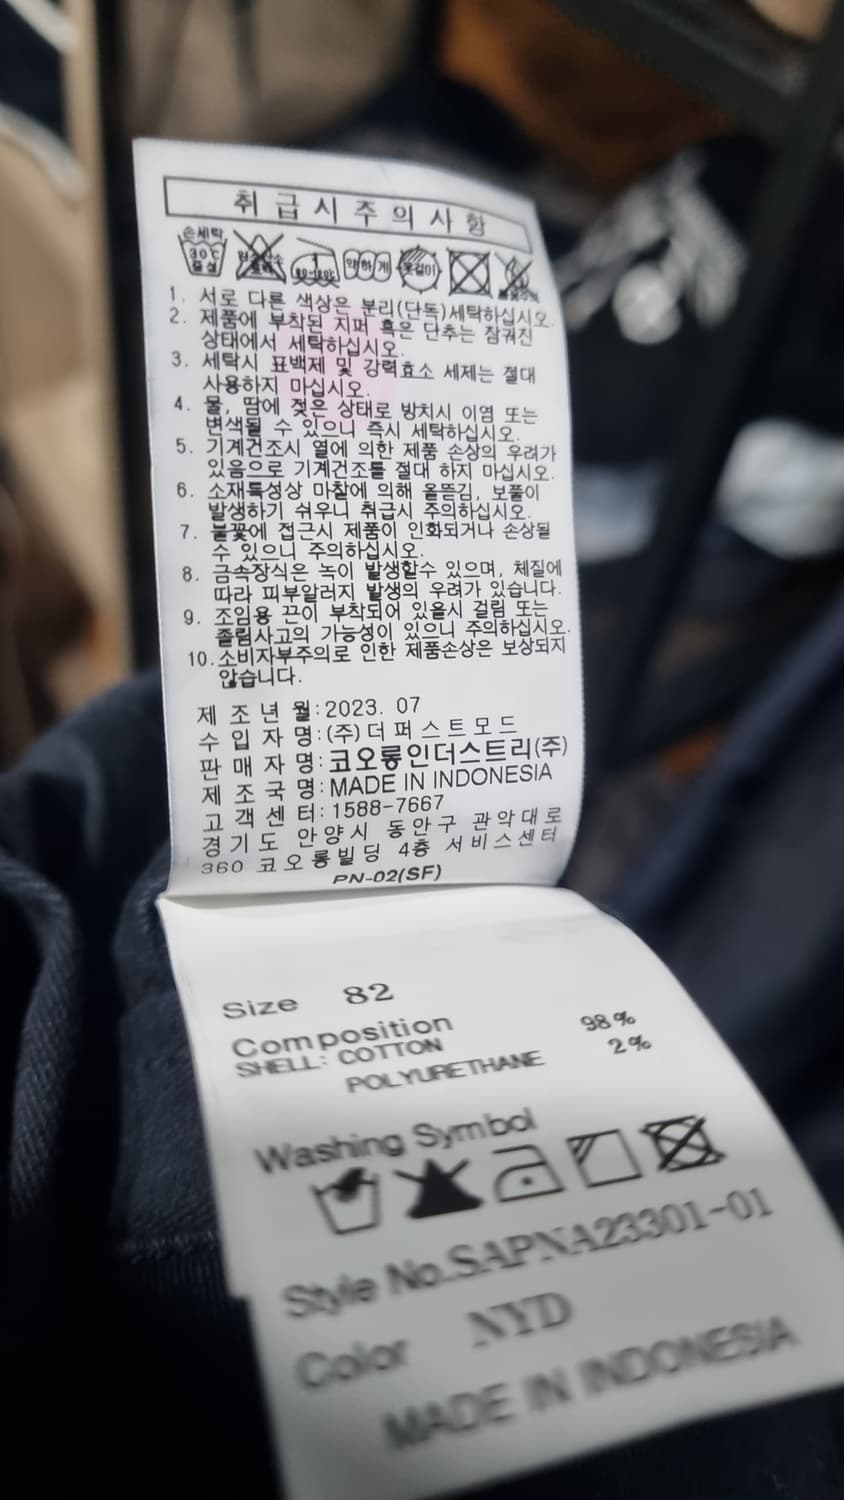 취급시주의사항
손세탁
30℃
중성
약하게
옷걸이
1. 서로 다른 색상은 분리(단독)세탁하십시오.
2. 제품에 부착된 지퍼 혹은 단추는 잠궈진
상태에서 세탁하십시오.
3. 세탁시 표백제 및 강력효소 세제는 절대
사용하지 마십시오.
4. 물, 땀에 젖은 상태로 방치시 이염 또는
변색될 수 있으니 즉시 세탁하십시오.
5. 기계건조시 열에 의한 제품 손상의 우려가
있음으로 기계건조를 절대 하지 마십시오.
6. 소재특성상 마찰에 의해 올뜯김, 보풀이
발생하기 쉬우니 취급시 주의하십시오.
7. 불꽃에 접근시 제품이 인화되거나 손상될
수 있으니 주의하십시오.
8. 금속장식은 녹이 발생할수 있으며, 체질에
따라 피부알러지 발생의 우려가 있습니다.
9. 조임용 끈이 부착되어 있을시 걸림 또는
졸림사고의 가능성이 있으니 주의하십시오.
10. 소비자부주의로 인한 제품손상은 보상되지
않습니다.
제조년월:2023. 07
수입자명:(주)더퍼스트모드
판매자명:코오롱인더스트리(주)
제조국명:MADE IN INDONESIA
고객센터:1588-7667
경기도 안양시 동안구 관악대로
360 코오롱빌딩 4층 서비스센터
PN-02(SF)
Size 82
Composition
SHELL: COTTON 98%
POLYURETHANE 2%
Washing Symbol
Style No.SAPNA23301-01
Color NYD
MADE IN INDONESIA